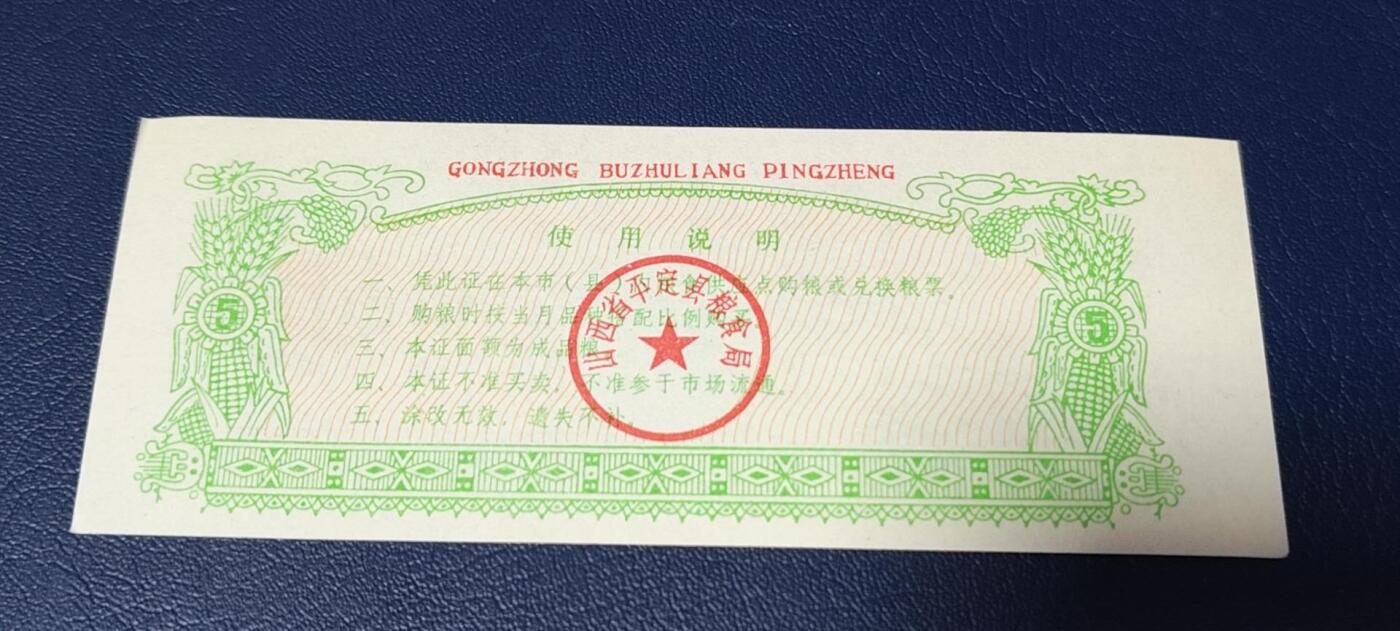 GONGZHONG BUZHULIANG PINGZHENG
使用说明
一、凭此证在本市(县)内粮食供应点购粮或兑换粮票。
二、购粮时按当月品种搭配比例购买。
三、本证面额为成品粮。
四、本证不准买卖，不准参于市场流通。
五、涂改无效，遗失不补。
山西省平定县粮食局
5
5